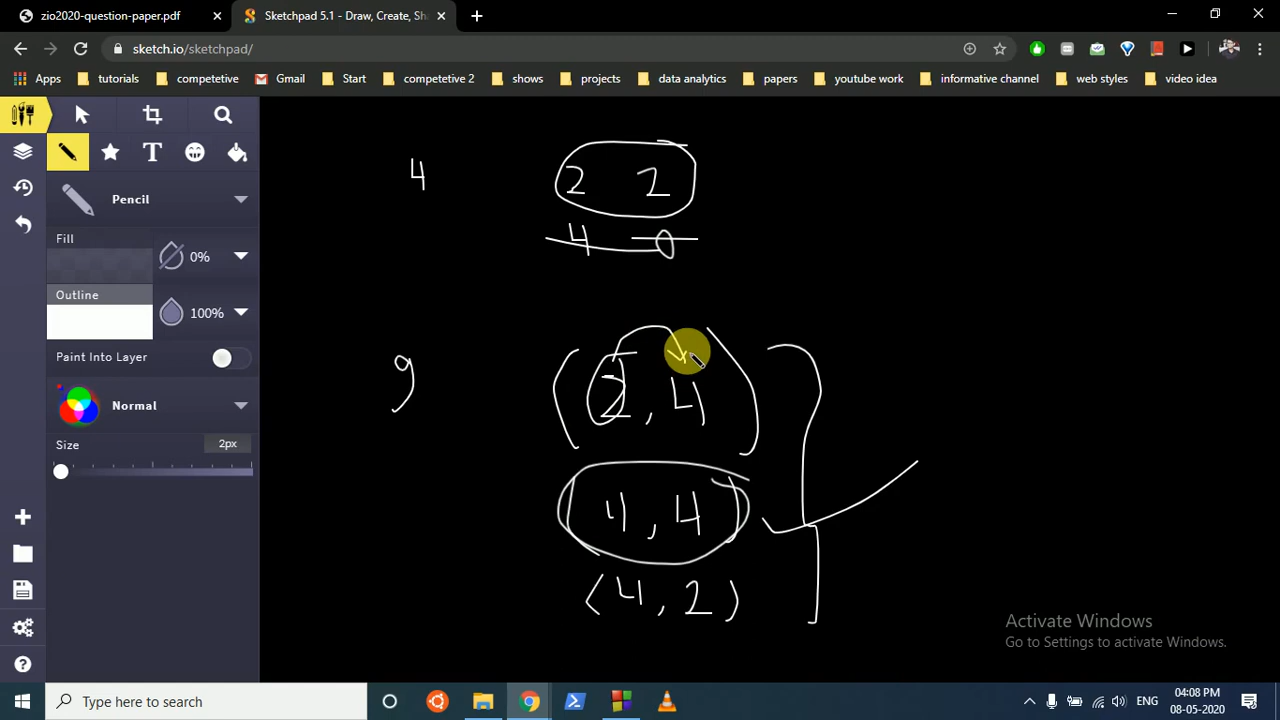 zio2020-question-paper.pdf
Sketchpad 5.1 - Draw, Create, Sh
sketch.io/sketchpad/
Apps tutorials competetive Gmail Start competetive 2 shows projects data analytics papers youtube work informative channel web styles video idea
Pencil
Fill
0%
Outline
100%
Paint Into Layer
Normal
Size
2px
4 2 2
4 0
9 (2, 4)
(4, 4)
(4, 2)
Activate Windows
Go to Settings to activate Windows.
Type here to search
ENG
04:08 PM
08-05-2020